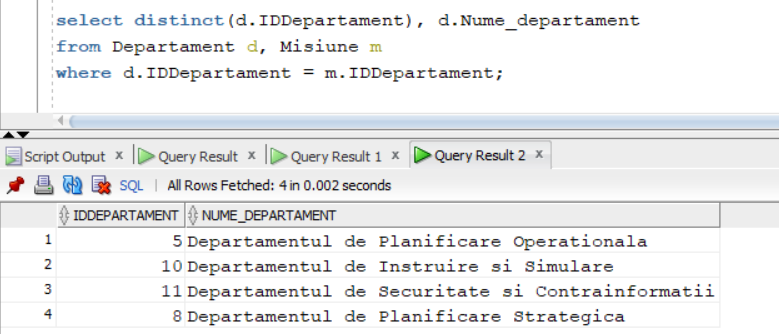 select distinct(d.IDDepartament), d.Nume_departament
from Departament d, Misiune m
where d.IDDepartament = m.IDDepartament;
Script Output x Query Result x Query Result 1 x Query Result 2 x
SQL | All Rows Fetched: 4 in 0.002 seconds
IDDEPARTAMENT NUME_DEPARTAMENT
1 5 Departamentul de Planificare Operationala
2 10 Departamentul de Instruire si Simulare
3 11 Departamentul de Securitate si Contrainformatii
4 8 Departamentul de Planificare Strategica